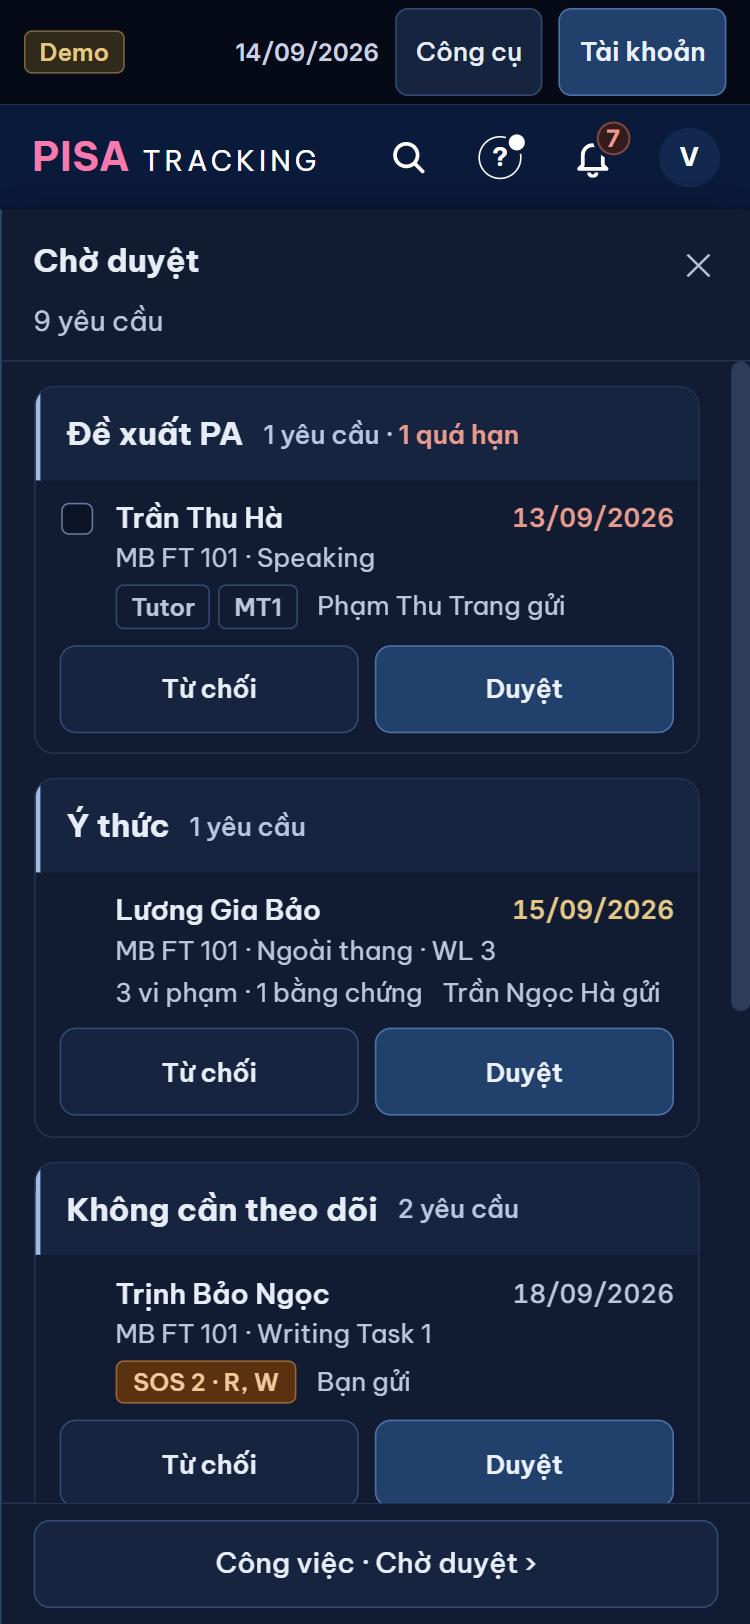 Demo 14/09/2026 Công cụ Tài khoản
PISA TRACKING ? 7 V
Chờ duyệt
9 yêu cầu
Đề xuất PA 1 yêu cầu · 1 quá hạn
Trần Thu Hà 13/09/2026
MB FT 101 · Speaking
Tutor MT1 Phạm Thu Trang gửi
Từ chối Duyệt
Ý thức 1 yêu cầu
Lương Gia Bảo 15/09/2026
MB FT 101 · Ngoài thang · WL 3
3 vi phạm · 1 bằng chứng Trần Ngọc Hà gửi
Từ chối Duyệt
Không cần theo dõi 2 yêu cầu
Trịnh Bảo Ngọc 18/09/2026
MB FT 101 · Writing Task 1
SOS 2 · R, W Bạn gửi
Từ chối Duyệt
Công việc · Chờ duyệt ›